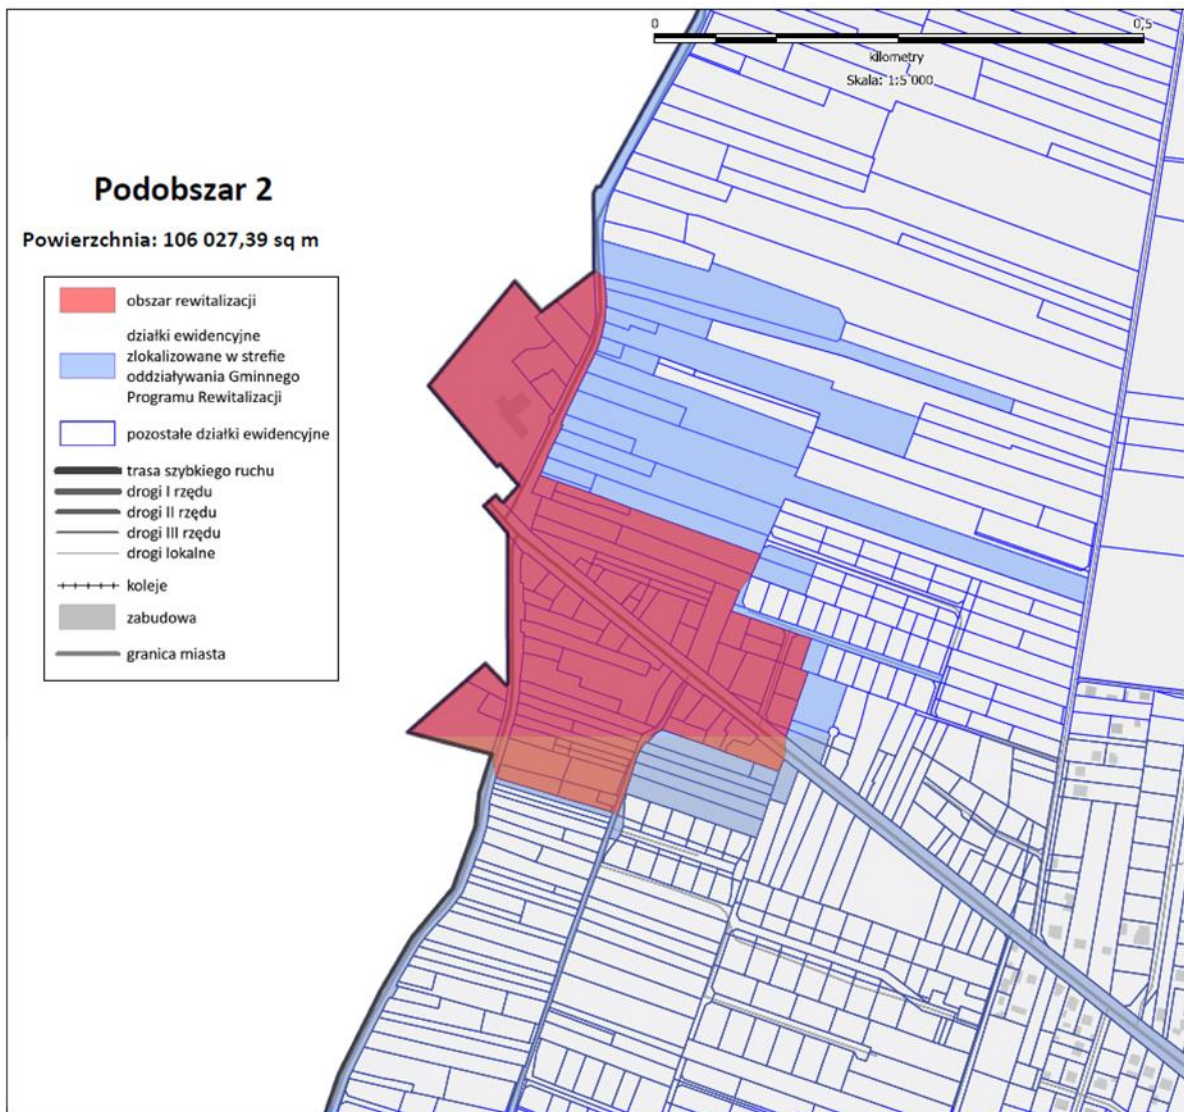 0 0,5
kilometry
Skala: 1:5 000
Podobszar 2
Powierzchnia: 106 027,39 sq m
obszar rewitalizacji
działki ewidencyjne
zlokalizowane w strefie
oddziaływania Gminnego
Programu Rewitalizacji
pozostałe działki ewidencyjne
trasa szybkiego ruchu
drogi I rzędu
drogi II rzędu
drogi III rzędu
drogi lokalne
koleje
zabudowa
granica miasta